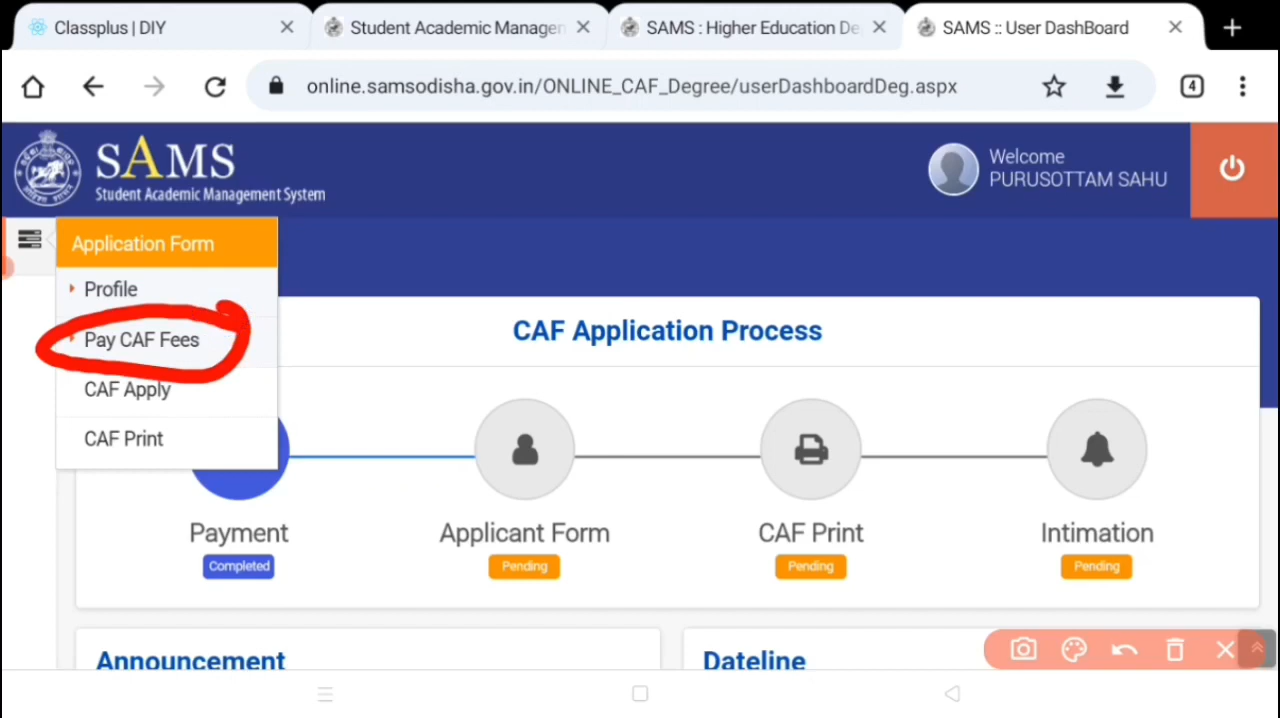 Classplus | DIY
Student Academic Manager
SAMS : Higher Education De
SAMS :: User DashBoard
online.samsodisha.gov.in/ONLINE_CAF_Degree/userDashboardDeg.aspx
4
SAMS
Student Academic Management System
Welcome
PURUSOTTAM SAHU
Application Form
Profile
Pay CAF Fees
CAF Apply
CAF Print
CAF Application Process
Payment
Completed
Applicant Form
Pending
CAF Print
Pending
Intimation
Pending
Announcement
Dateline